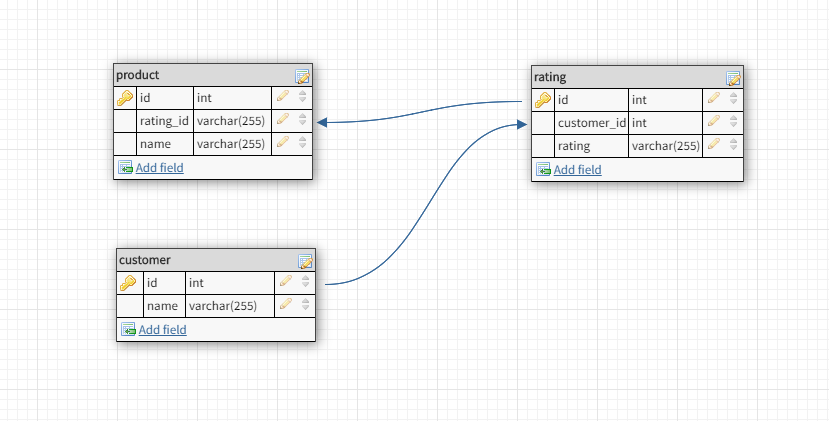 product
id int
rating_id varchar(255)
name varchar(255)
Add field
rating
id int
customer_id int
rating varchar(255)
Add field
customer
id int
name varchar(255)
Add field